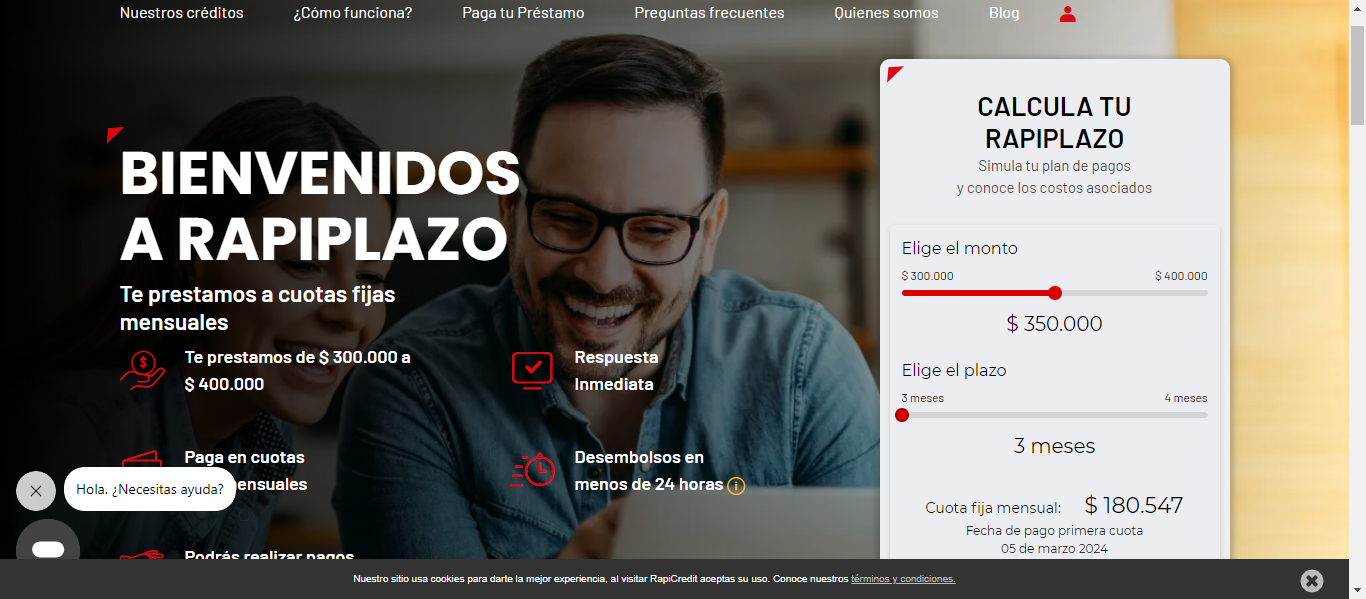 Nuestros créditos
¿Cómo funciona?
Paga tu Préstamo
Preguntas frecuentes
Quienes somos
Blog
BIENVENIDOS
A RAPIPLAZO
Te prestamos a cuotas fijas
mensuales
Te prestamos de $ 300.000 a
$ 400.000
Respuesta
Inmediata
Paga en cuotas
mensuales
Desembolsos en
menos de 24 horas
Podrás realizar pagos
Hola. ¿Necesitas ayuda?
CALCULA TU
RAPIPLAZO
Simula tu plan de pagos
y conoce los costos asociados
Elige el monto
$ 300.000
$ 400.000
$ 350.000
Elige el plazo
3 meses
4 meses
3 meses
Cuota fija mensual: $ 180.547
Fecha de pago primera cuota
05 de marzo 2024
Nuestro sitio usa cookies para darte la mejor experiencia, al visitar RapiCredit aceptas su uso. Conoce nuestros términos y condiciones.